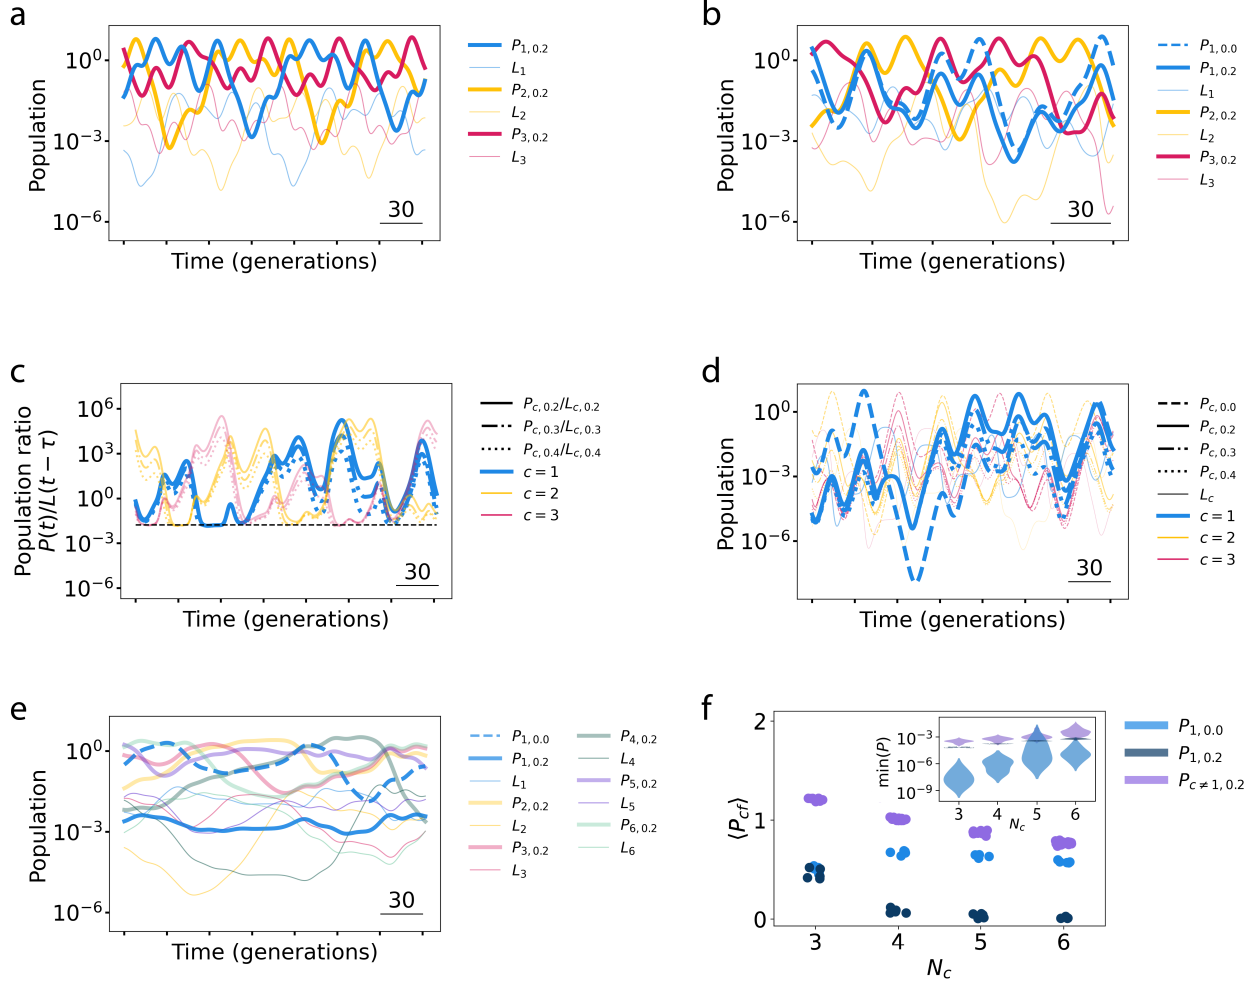 a
Population
10^0
10^-3
10^-6
30
Time (generations)
P_{1, 0.2}
L_1
P_{2, 0.2}
L_2
P_{3, 0.2}
L_3
b
Population
10^0
10^-3
10^-6
30
Time (generations)
P_{1, 0.0}
P_{1, 0.2}
L_1
P_{2, 0.2}
L_2
P_{3, 0.2}
L_3
c
Population ratio
P(t)/L(t − τ)
10^6
10^3
10^0
10^-3
10^-6
30
Time (generations)
P_{c, 0.2}/L_{c, 0.2}
P_{c, 0.3}/L_{c, 0.3}
P_{c, 0.4}/L_{c, 0.4}
c = 1
c = 2
c = 3
d
Population
10^0
10^-3
10^-6
30
Time (generations)
P_{c, 0.0}
P_{c, 0.2}
P_{c, 0.3}
P_{c, 0.4}
L_c
c = 1
c = 2
c = 3
e
Population
10^0
10^-3
10^-6
30
Time (generations)
P_{1, 0.0}
P_{1, 0.2}
L_1
P_{2, 0.2}
L_2
P_{3, 0.2}
L_3
P_{4, 0.2}
L_4
P_{5, 0.2}
L_5
P_{6, 0.2}
L_6
f
⟨P_{cf}⟩
2
1
0
3 4 5 6
N_c
min(P)
10^-3
10^-6
10^-9
3 4 5 6
N_c
P_{1, 0.0}
P_{1, 0.2}
P_{c≠1, 0.2}